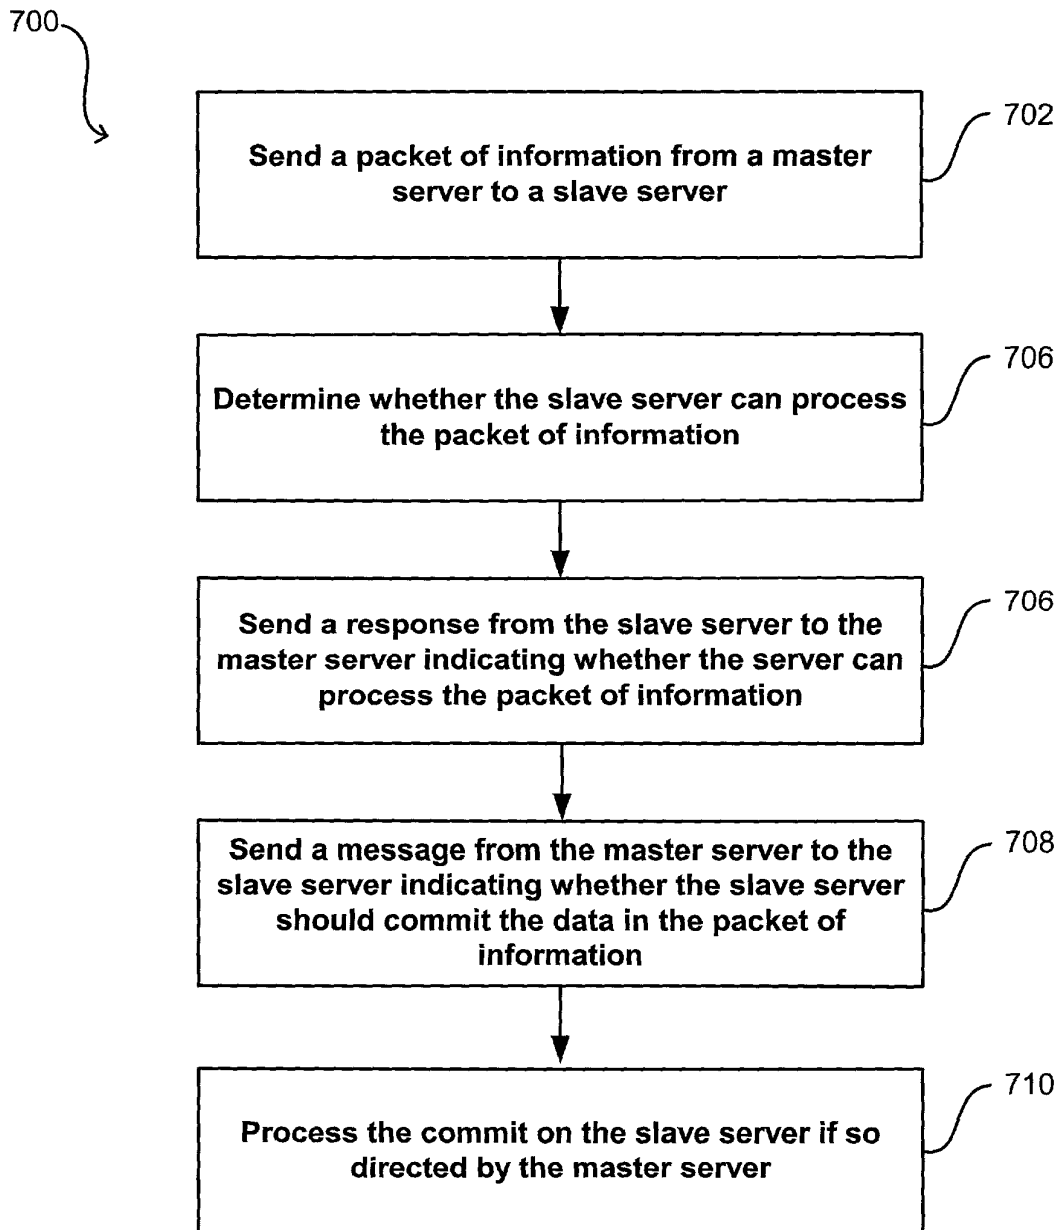 700
702
Send a packet of information from a master
server to a slave server
706
Determine whether the slave server can process
the packet of information
706
Send a response from the slave server to the
master server indicating whether the server can
process the packet of information
708
Send a message from the master server to the
slave server indicating whether the slave server
should commit the data in the packet of
information
710
Process the commit on the slave server if so
directed by the master server